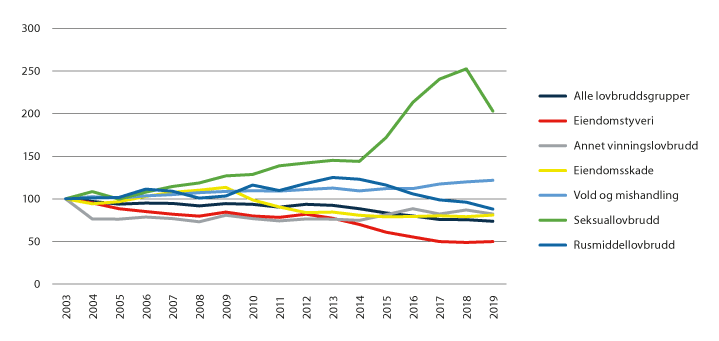 300
250
200
150
100
50
0
2003 2004 2005 2006 2007 2008 2009 2010 2011 2012 2013 2014 2015 2016 2017 2018 2019
Alle lovbruddsgrupper
Eiendomstyveri
Annet vinningslovbrudd
Eiendomsskade
Vold og mishandling
Seksuallovbrudd
Rusmiddellovbrudd